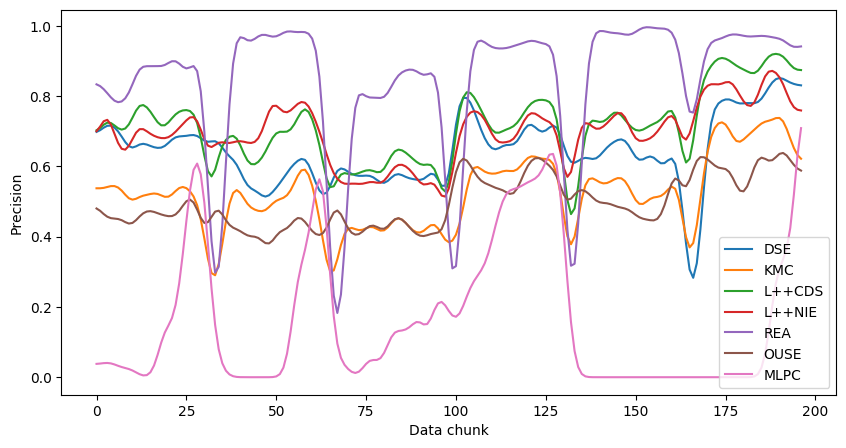 1.0
0.8
0.6
0.4
0.2
0.0
Precision
0
25
50
75
100
125
150
175
200
Data chunk
DSE
KMC
L++CDS
L++NIE
REA
OUSE
MLPC